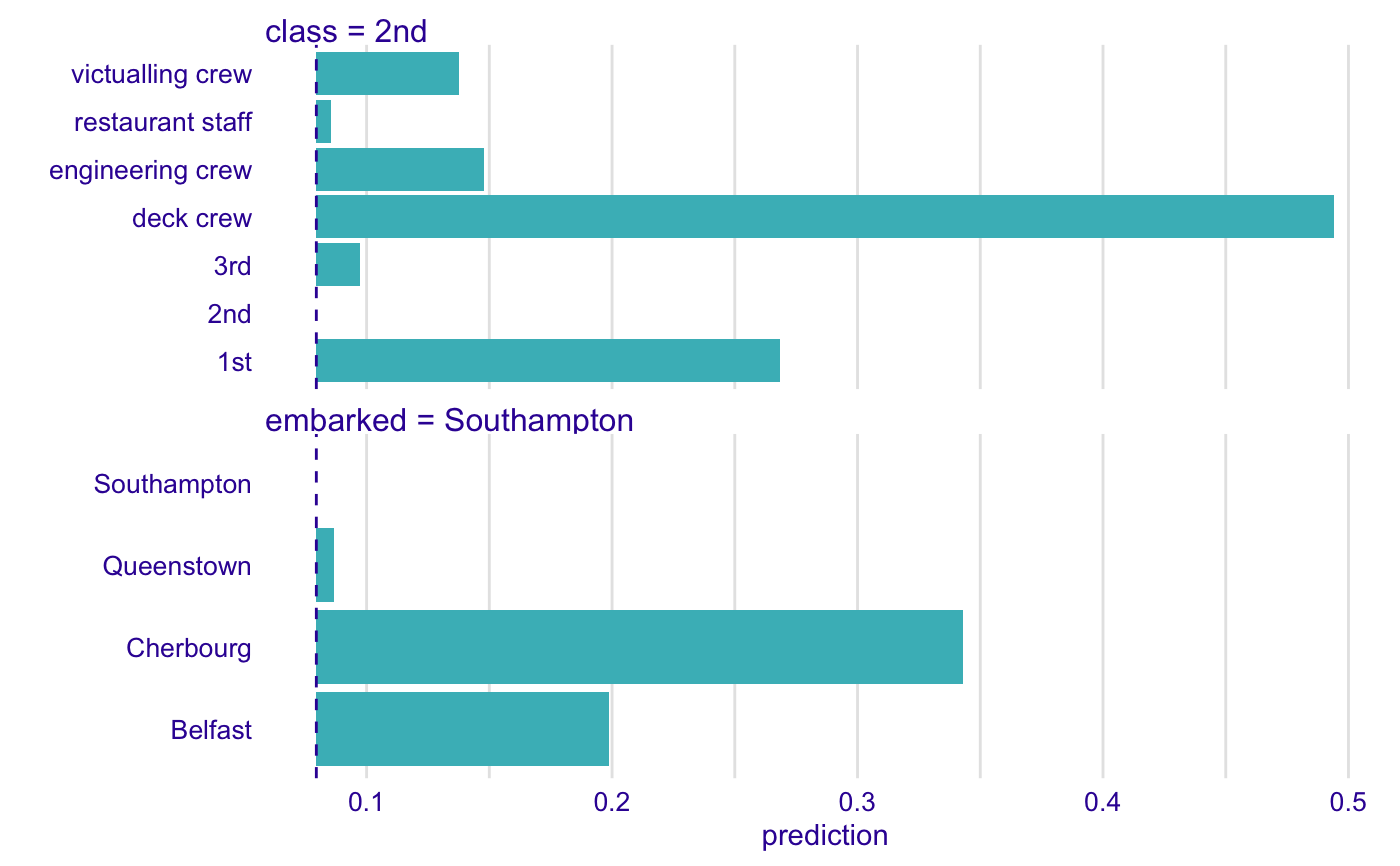 class = 2nd
victualling crew
restaurant staff
engineering crew
deck crew
3rd
2nd
1st
embarked = Southampton
Southampton
Queenstown
Cherbourg
Belfast
0.1 0.2 0.3 0.4 0.5
prediction